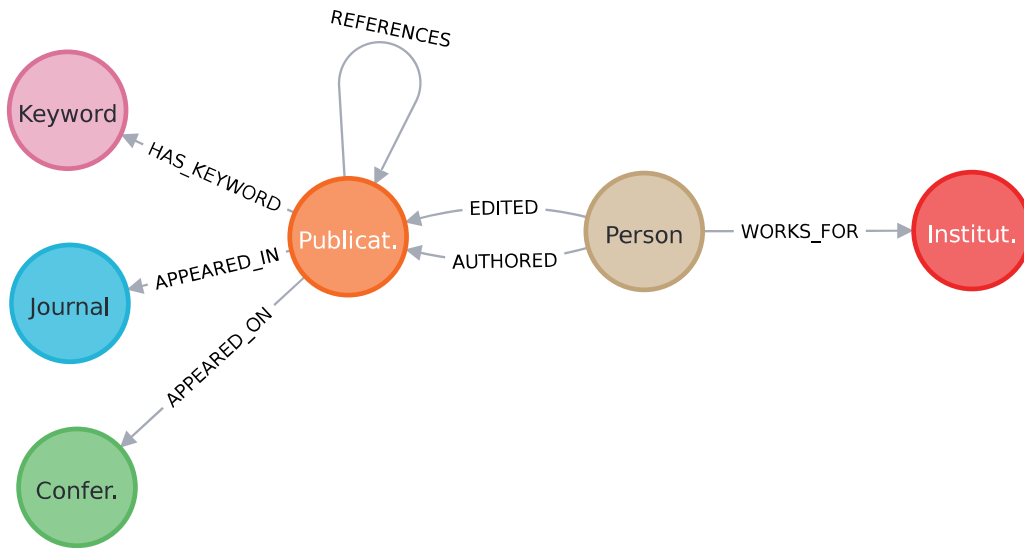 REFERENCES
Keyword
HAS_KEYWORD
EDITED
Publicat.
Person
WORKS_FOR
Institut.
AUTHORED
APPEARED_IN
Journal
APPEARED_ON
Confer.